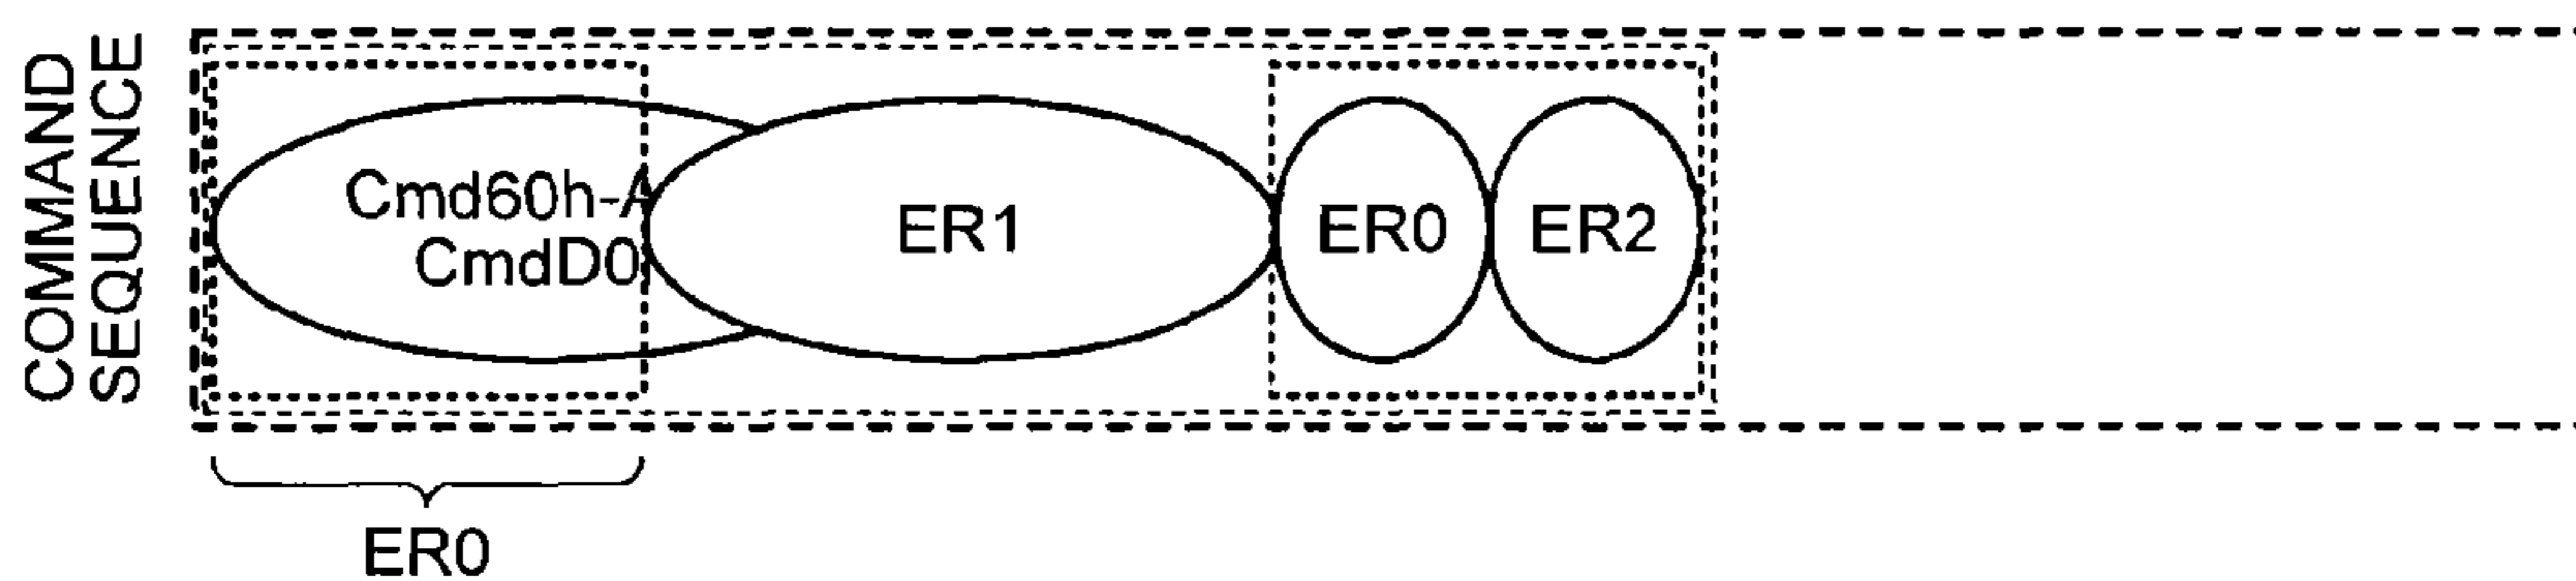 COMMAND
SEQUENCE
Cmd60h-A
CmdD0
ER1
ER0
ER2
ER0